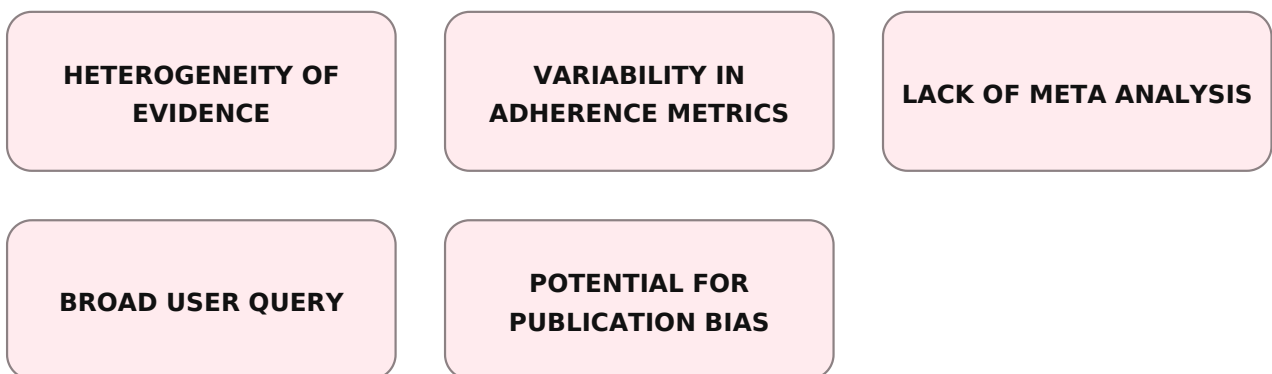 HETEROGENEITY OF
EVIDENCE
VARIABILITY IN
ADHERENCE METRICS
LACK OF META ANALYSIS
BROAD USER QUERY
POTENTIAL FOR
PUBLICATION BIAS